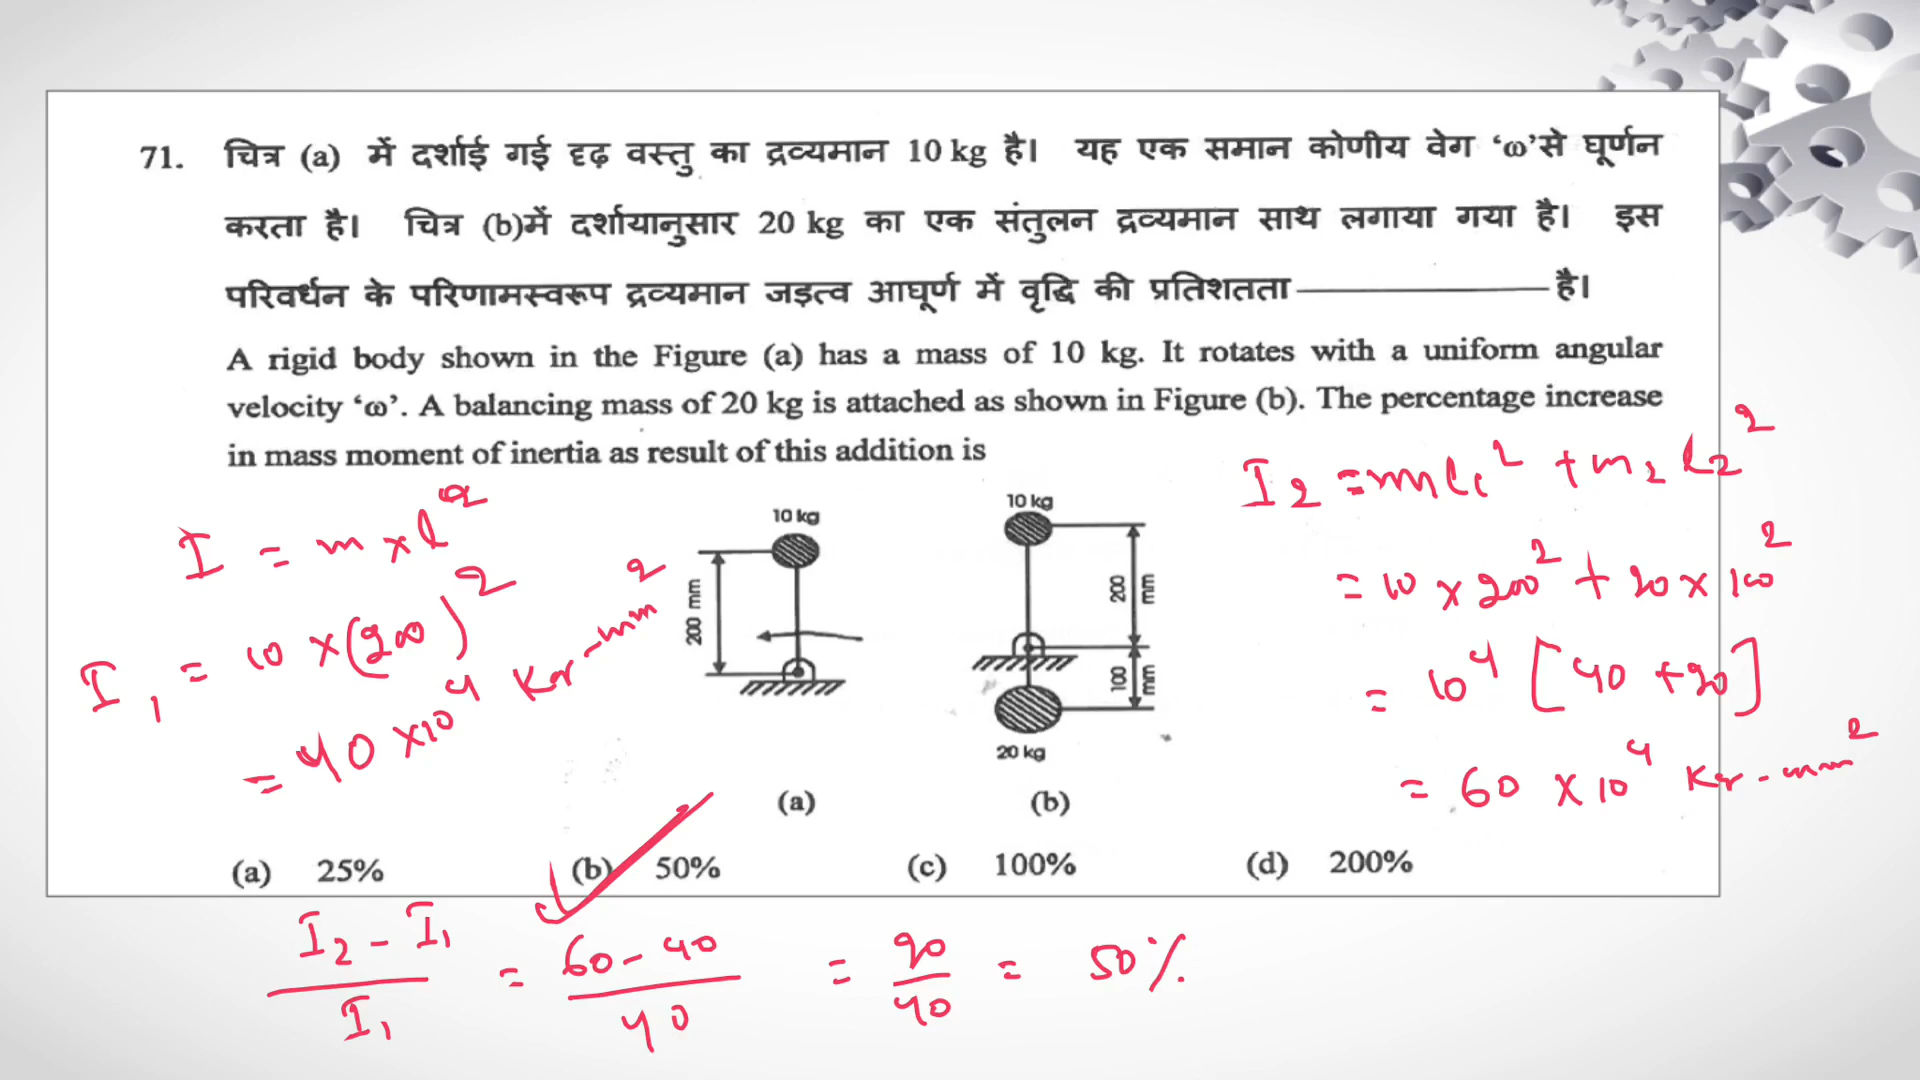 71. चित्र (a) में दर्शाई गई दृढ़ वस्तु का द्रव्यमान 10 kg है। यह एक समान कोणीय वेग ‘ω’से घूर्णन
करता है। चित्र (b)में दर्शायानुसार 20 kg का एक संतुलन द्रव्यमान साथ लगाया गया है। इस
परिवर्धन के परिणामस्वरूप द्रव्यमान जड़त्व आघूर्ण में वृद्धि की प्रतिशतता———— है।
A rigid body shown in the Figure (a) has a mass of 10 kg. It rotates with a uniform angular
velocity ‘ω’. A balancing mass of 20 kg is attached as shown in Figure (b). The percentage increase
in mass moment of inertia as result of this addition is
I = m × l²
I₁ = 10 × (200)²
= 40 × 10⁴ Kg-mm²
10 kg
200 mm
(a)
10 kg
200 mm
100 mm
20 kg
(b)
I₂ = m l₁² + m₂ l₂²
= 10 × 200² + 20 × 100²
= 10⁴ [40 + 20]
= 60 × 10⁴ Kg-mm²
(a) 25% (b) 50% (c) 100% (d) 200%
I₂ - I₁ / I₁ = 60 - 40 / 40 = 20 / 40 = 50%